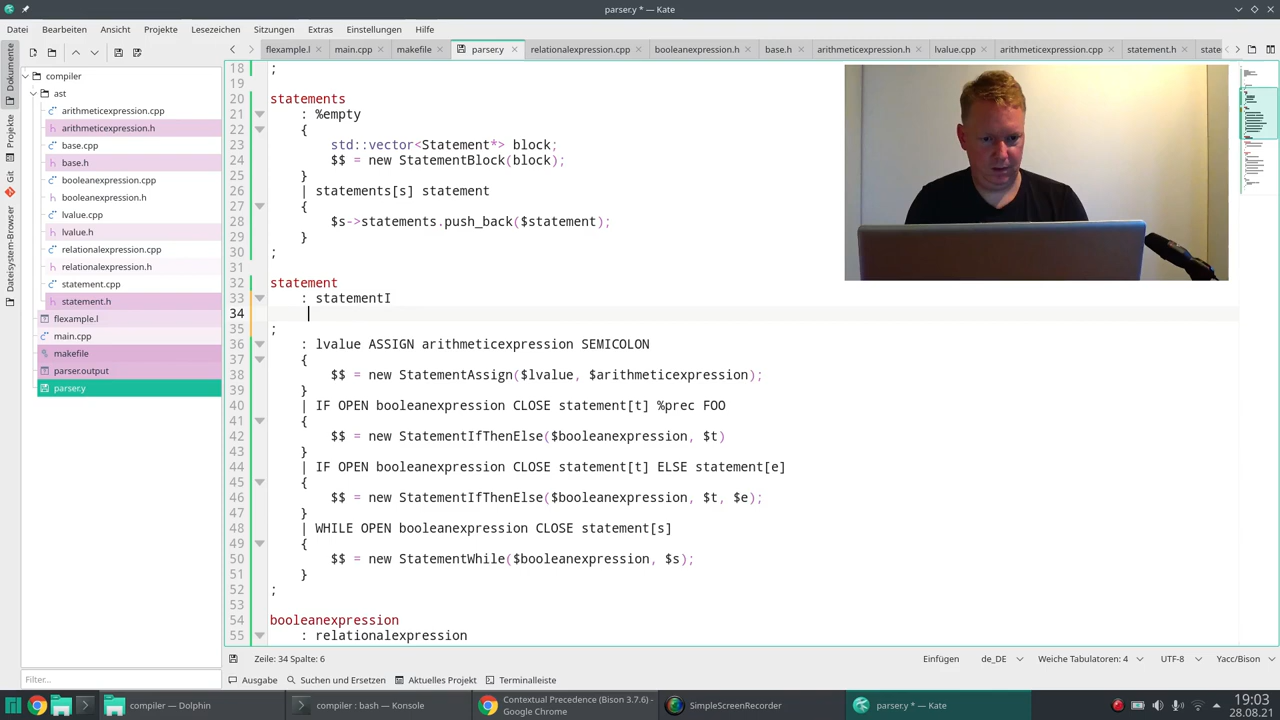 parser.y * — Kate
Datei Bearbeiten Ansicht Projekte Lesezeichen Sitzungen Extras Einstellungen Hilfe
flexample.l main.cpp makefile parser.y relationalexpression.cpp booleanexpression.h base.h arithmeticexpression.h lvalue.cpp arithmeticexpression.cpp statement.h
Dokumente
Projekte
Git
Dateisystem-Browser
compiler
ast
arithmeticexpression.cpp
arithmeticexpression.h
base.cpp
base.h
booleanexpression.cpp
booleanexpression.h
lvalue.cpp
lvalue.h
relationalexpression.cpp
relationalexpression.h
statement.cpp
statement.h
flexample.l
main.cpp
makefile
parser.output
parser.y
Filter...
18 ;
19
20 statements
21 : %empty
22 {
23 std::vector<Statement*> block;
24 $$ = new StatementBlock(block);
25 }
26 | statements[s] statement
27 {
28 $s->statements.push_back($statement);
29 }
30 ;
31
32 statement
33 : statementI
34
35 ;
36 : lvalue ASSIGN arithmeticexpression SEMICOLON
37 {
38 $$ = new StatementAssign($lvalue, $arithmeticexpression);
39 }
40 | IF OPEN booleanexpression CLOSE statement[t] %prec FOO
41 {
42 $$ = new StatementIfThenElse($booleanexpression, $t)
43 }
44 | IF OPEN booleanexpression CLOSE statement[t] ELSE statement[e]
45 {
46 $$ = new StatementIfThenElse($booleanexpression, $t, $e);
47 }
48 | WHILE OPEN booleanexpression CLOSE statement[s]
49 {
50 $$ = new StatementWhile($booleanexpression, $s);
51 }
52 ;
53
54 booleanexpression
55 : relationalexpression
Zeile: 34 Spalte: 6 Einfügen de_DE Weiche Tabulatoren: 4 UTF-8 Yacc/Bison
Ausgabe Suchen und Ersetzen Aktuelles Projekt Terminalleiste
compiler — Dolphin
compiler : bash — Konsole
Contextual Precedence (Bison 3.7.6) - Google Chrome
SimpleScreenRecorder
parser.y * — Kate
19:03
28.08.21